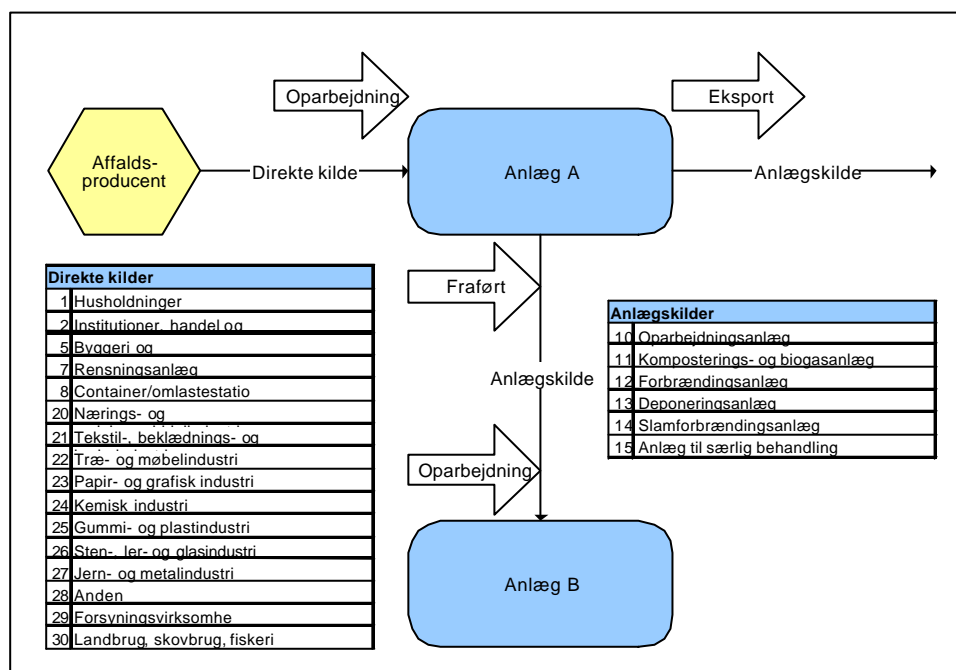 Oparbejdning
Eksport
Affalds-
producent
Direkte kilde
Anlæg A
Anlægskilde
Fraført
Direkte kilder
1 Husholdninger
2 Institutioner, handel og
5 Byggeri og
7 Rensningsanlæg
8 Container/omlastestatio
20 Nærings- og
21 Tekstil-, beklædnings- og
22 Træ- og møbelindustri
23 Papir- og grafisk industri
24 Kemisk industri
25 Gummi- og plastindustri
26 Sten-, ler- og glasindustri
27 Jern- og metalindustri
28 Anden
29 Forsyningsvirksomhe
30 Landbrug, skovbrug, fiskeri
Anlægskilde
Oparbejdning
Anlæg B
Anlægskilder
10 Oparbejdningsanlæg
11 Komposterings- og biogasanlæg
12 Forbrændingsanlæg
13 Deponeringsanlæg
14 Slamforbrændingsanlæg
15 Anlæg til særlig behandling